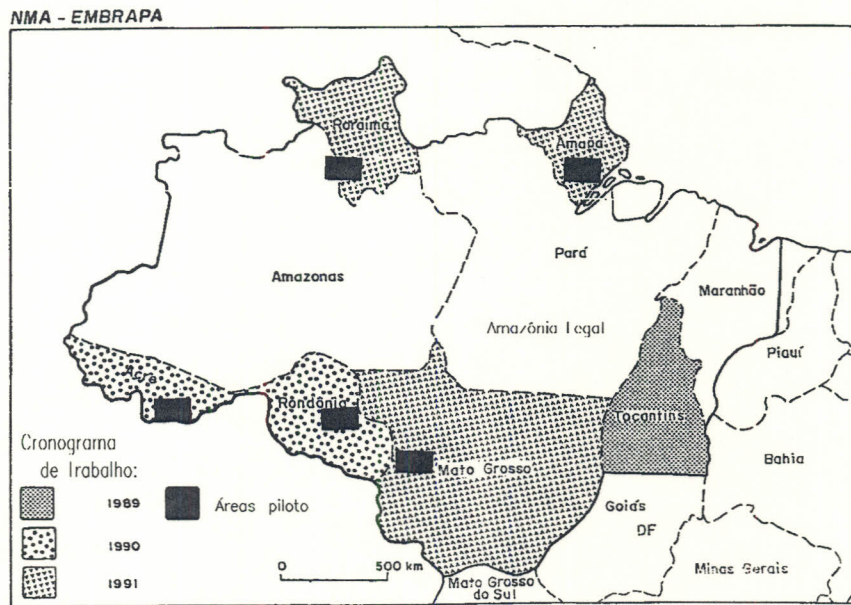 NMA - EMBRAPA
Roraima
Amapá
Pará
Amazonas
Maranhão
Amazônia Legal
Piauí
Acre
Rondônia
Tocantins
Cronograma
de Trabalho:
Mato Grosso
Bahia
1989
Áreas piloto
Goiás
DF
1990
0 500 km
Minas Gerais
1991
Mato Grosso
do Sul